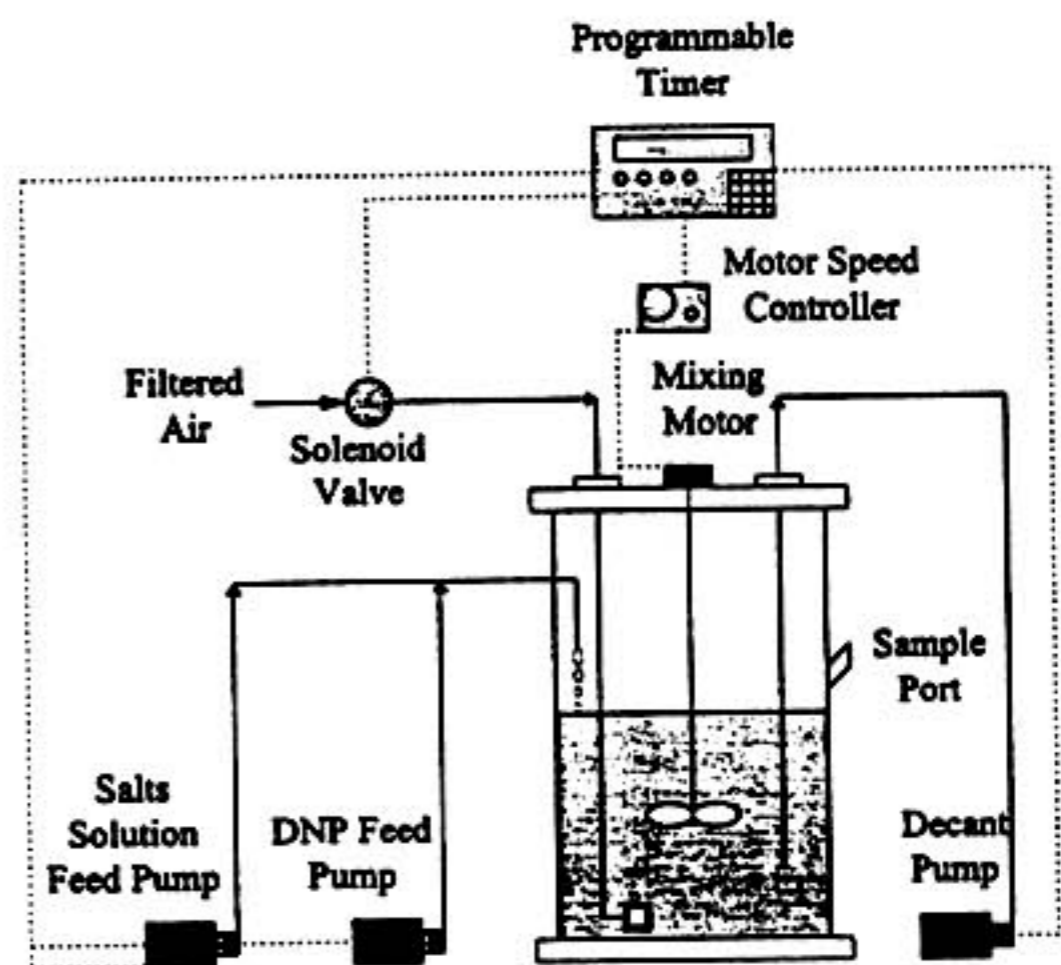 Programmable
Timer
Motor Speed
Controller
Filtered
Air
Mixing
Motor
Solenoid
Valve
Sample
Port
Salts
Solution
Feed Pump
DNP Feed
Pump
Decant
Pump